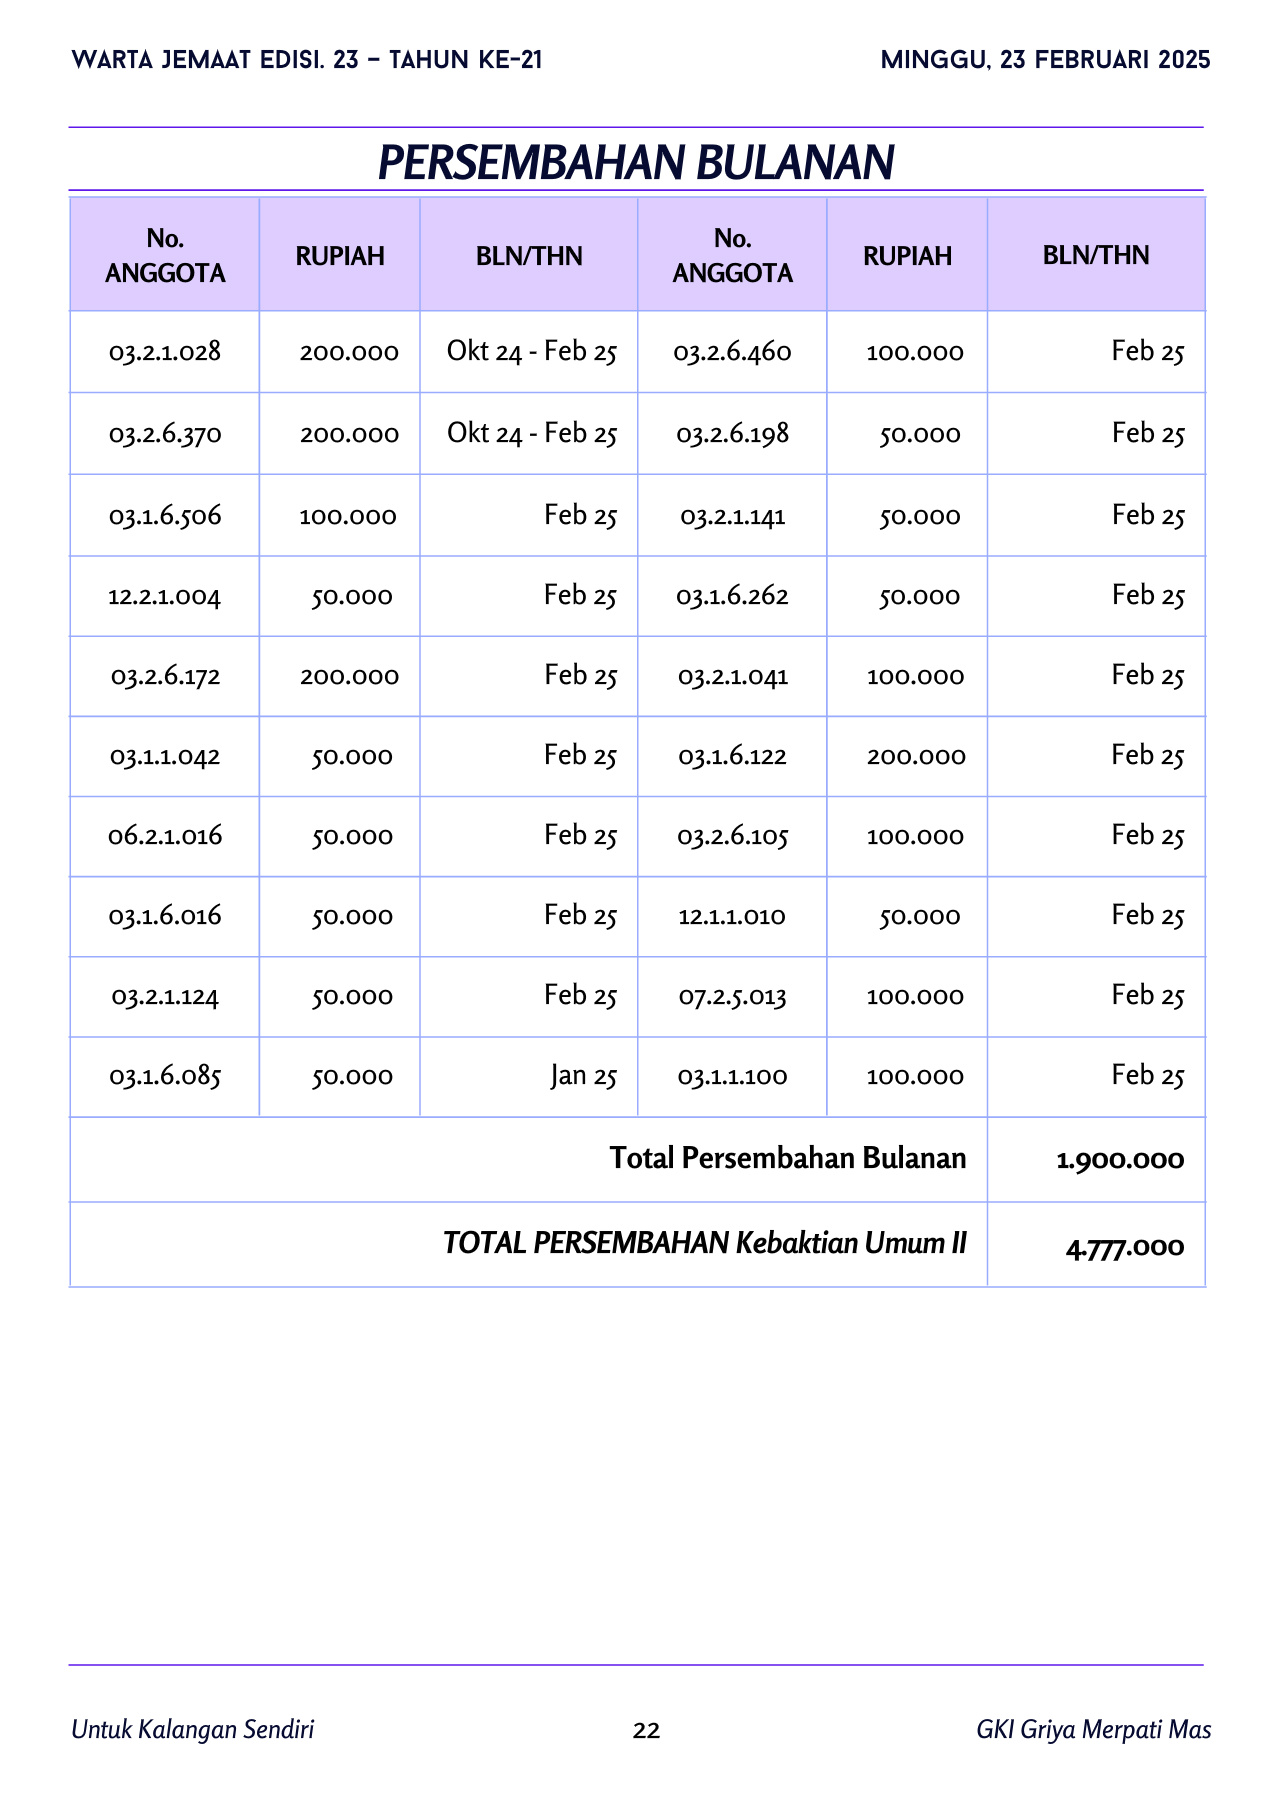 WARTA JEMAAT EDISI. 23 – TAHUN KE-21 MINGGU, 23 FEBRUARI 2025
PERSEMBAHAN BULANAN
No. ANGGOTA RUPIAH BLN/THN No. ANGGOTA RUPIAH BLN/THN
03.2.1.028 200.000 Okt 24 - Feb 25 03.2.6.460 100.000 Feb 25
03.2.6.370 200.000 Okt 24 - Feb 25 03.2.6.198 50.000 Feb 25
03.1.6.506 100.000 Feb 25 03.2.1.141 50.000 Feb 25
12.2.1.004 50.000 Feb 25 03.1.6.262 50.000 Feb 25
03.2.6.172 200.000 Feb 25 03.2.1.041 100.000 Feb 25
03.1.1.042 50.000 Feb 25 03.1.6.122 200.000 Feb 25
06.2.1.016 50.000 Feb 25 03.2.6.105 100.000 Feb 25
03.1.6.016 50.000 Feb 25 12.1.1.010 50.000 Feb 25
03.2.1.124 50.000 Feb 25 07.2.5.013 100.000 Feb 25
03.1.6.085 50.000 Jan 25 03.1.1.100 100.000 Feb 25
Total Persembahan Bulanan 1.900.000
TOTAL PERSEMBAHAN Kebaktian Umum II 4.777.000
Untuk Kalangan Sendiri 22 GKI Griya Merpati Mas